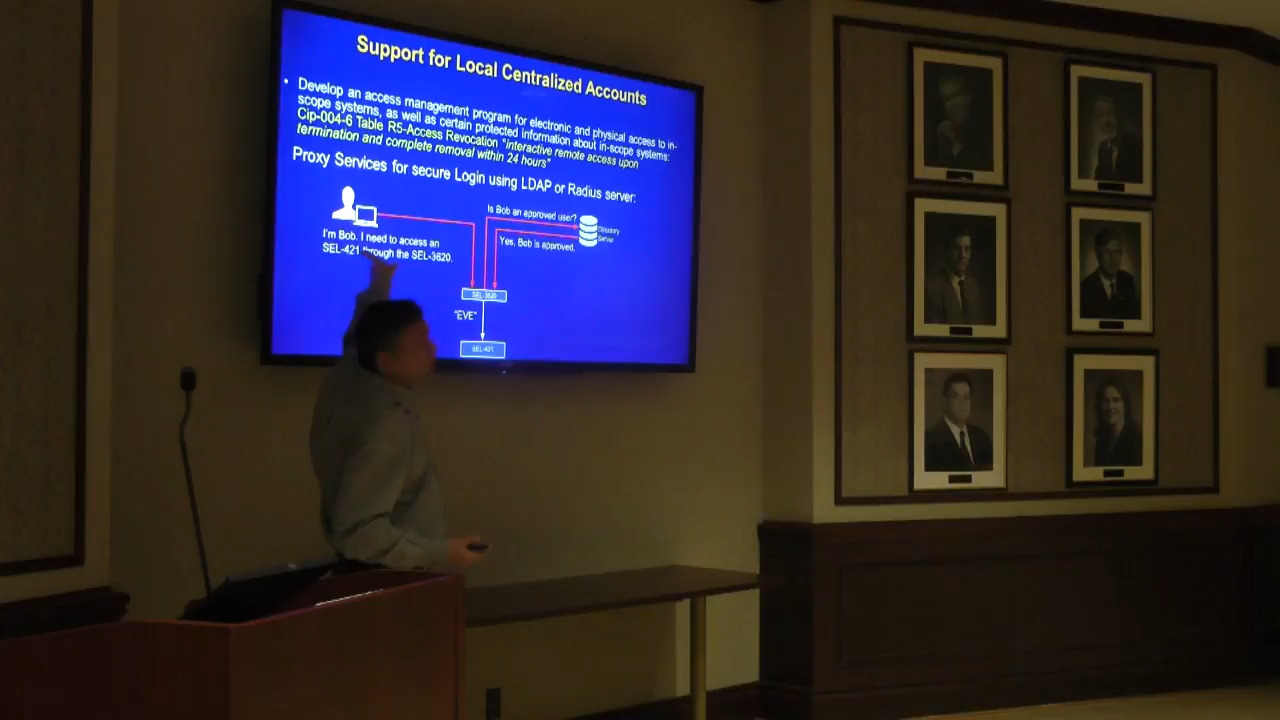 Support for Local Centralized Accounts
• Develop an access management program for electronic and physical access to in-
scope systems, as well as certain protected information about in-scope systems:
Cip-004-6 Table R5-Access Revocation "interactive remote access upon
termination and complete removal within 24 hours"
Proxy Services for secure Login using LDAP or Radius server:
Is Bob an approved user?
Directory
Server
Yes, Bob is approved.
I'm Bob. I need to access an
SEL-421 through the SEL-3620.
SEL-3620
"EVE"
SEL-421